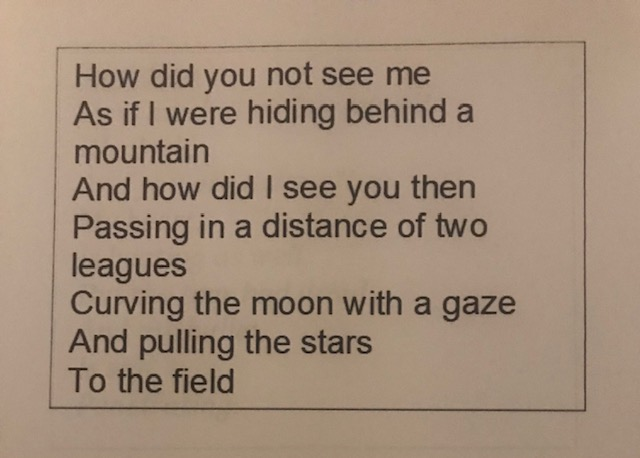 How did you not see me
As if I were hiding behind a
mountain
And how did I see you then
Passing in a distance of two
leagues
Curving the moon with a gaze
And pulling the stars
To the field